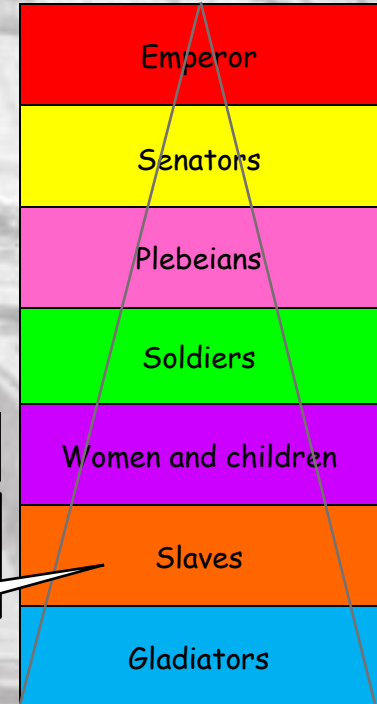 Emperor
Senators
Plebeians
Soldiers
Women and children
Slaves
Gladiators